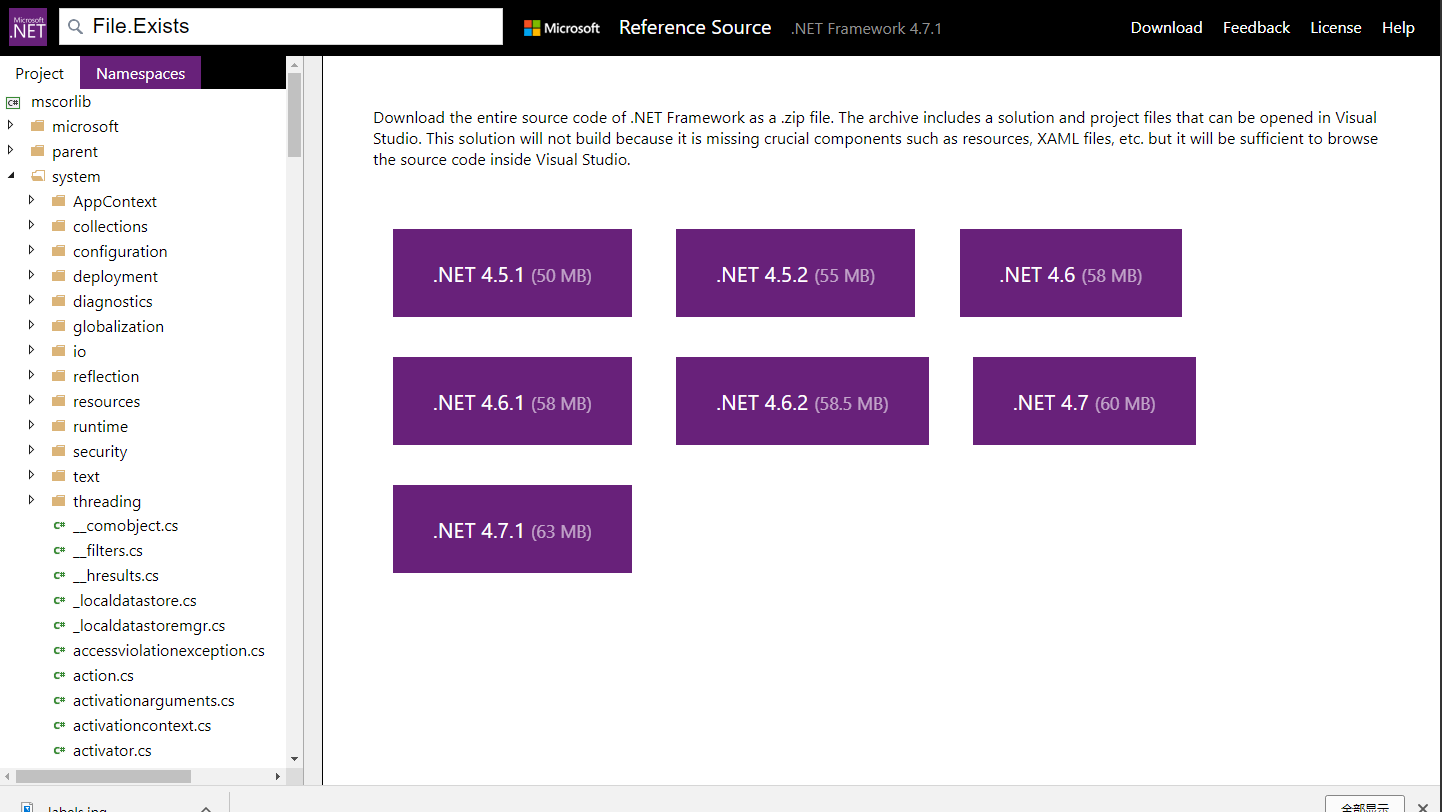 Microsoft
.NET
File.Exists
Microsoft
Reference Source
.NET Framework 4.7.1
Download
Feedback
License
Help
Project
Namespaces
mscorlib
microsoft
parent
system
AppContext
collections
configuration
deployment
diagnostics
globalization
io
reflection
resources
runtime
security
text
threading
__comobject.cs
__filters.cs
__hresults.cs
_localdatastore.cs
_localdatastoremgr.cs
accessviolationexception.cs
action.cs
activationarguments.cs
activationcontext.cs
activator.cs
Download the entire source code of .NET Framework as a .zip file. The archive includes a solution and project files that can be opened in Visual
Studio. This solution will not build because it is missing crucial components such as resources, XAML files, etc. but it will be sufficient to browse
the source code inside Visual Studio.
.NET 4.5.1 (50 MB)
.NET 4.5.2 (55 MB)
.NET 4.6 (58 MB)
.NET 4.6.1 (58 MB)
.NET 4.6.2 (58.5 MB)
.NET 4.7 (60 MB)
.NET 4.7.1 (63 MB)
labels.jpg
全部显示